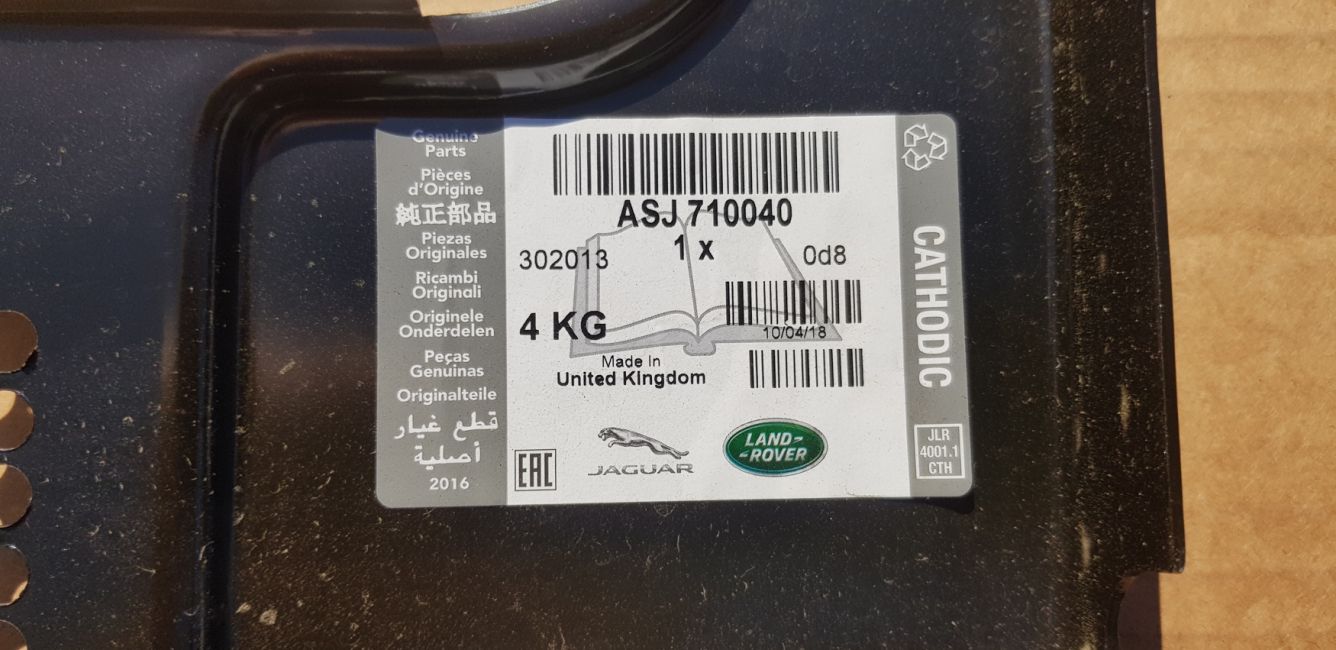 Genuine
Parts
Pièces
d'Origine
純正部品
Piezas
Originales
Ricambi
Originali
Originele
Onderdelen
Peças
Genuinas
Originalteile
قطع غيار
أصلية
2016
ASJ 710040
1 x
302013
0d8
4 KG
10/04/18
Made In
United Kingdom
EAC
JAGUAR
LAND-
-ROVER
CATHODIC
JLR
4001.1
CTH